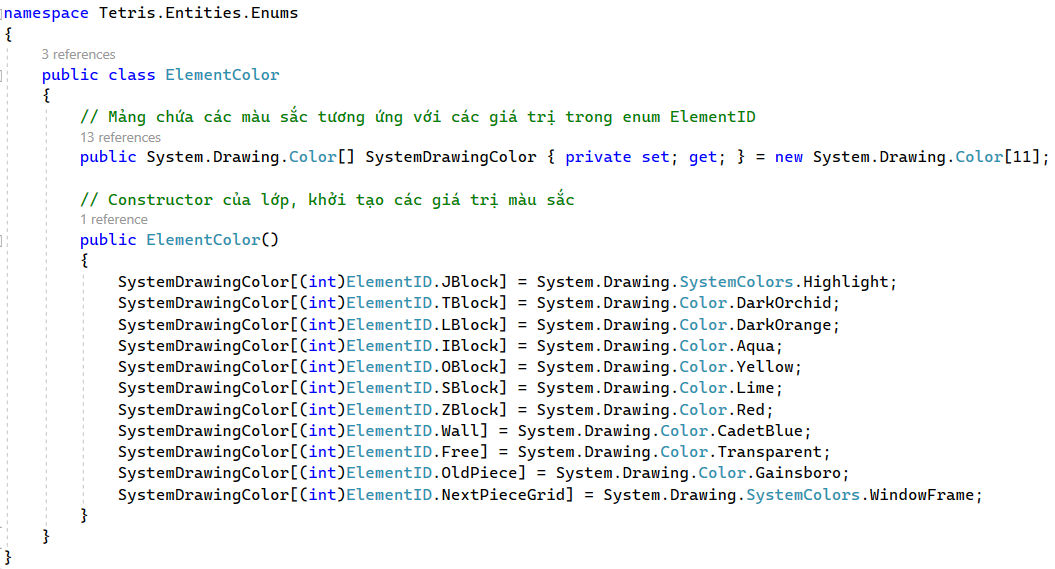 namespace Tetris.Entities.Enums
{
3 references
public class ElementColor
{
// Mảng chứa các màu sắc tương ứng với các giá trị trong enum ElementID
13 references
public System.Drawing.Color[] SystemDrawingColor { private set; get; } = new System.Drawing.Color[11];
// Constructor của lớp, khởi tạo các giá trị màu sắc
1 reference
public ElementColor()
{
SystemDrawingColor[(int)ElementID.JBlock] = System.Drawing.SystemColors.Highlight;
SystemDrawingColor[(int)ElementID.TBlock] = System.Drawing.Color.DarkOrchid;
SystemDrawingColor[(int)ElementID.LBlock] = System.Drawing.Color.DarkOrange;
SystemDrawingColor[(int)ElementID.IBlock] = System.Drawing.Color.Aqua;
SystemDrawingColor[(int)ElementID.OBlock] = System.Drawing.Color.Yellow;
SystemDrawingColor[(int)ElementID.SBlock] = System.Drawing.Color.Lime;
SystemDrawingColor[(int)ElementID.ZBlock] = System.Drawing.Color.Red;
SystemDrawingColor[(int)ElementID.Wall] = System.Drawing.Color.CadetBlue;
SystemDrawingColor[(int)ElementID.Free] = System.Drawing.Color.Transparent;
SystemDrawingColor[(int)ElementID.OldPiece] = System.Drawing.Color.Gainsboro;
SystemDrawingColor[(int)ElementID.NextPieceGrid] = System.Drawing.SystemColors.WindowFrame;
}
}
}